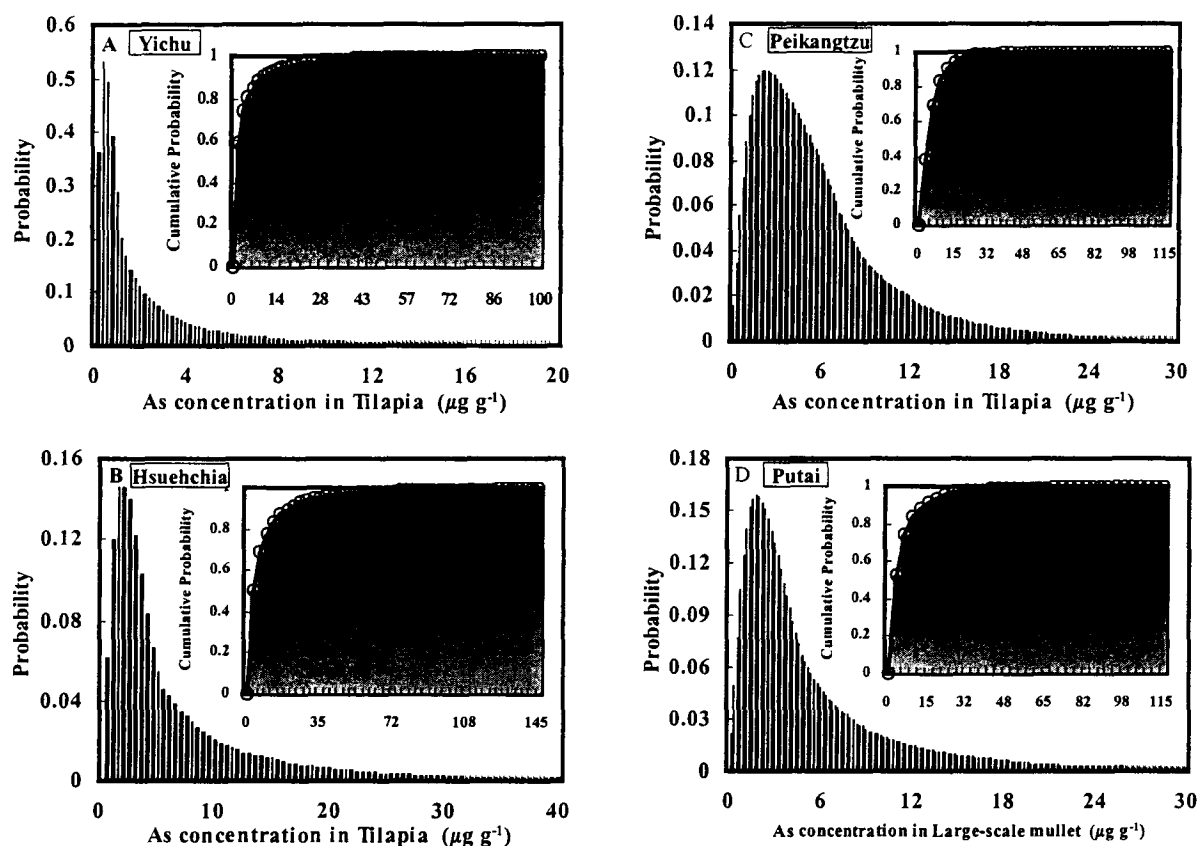 A Yichu
Probability
0.6
0.5
0.4
0.3
0.2
0.1
0
0 4 8 12 16 20
As concentration in Tilapia (µg g⁻¹)
Cumulative Probability
1
0.8
0.6
0.4
0.2
0
0 14 28 43 57 72 86 100
C Peikangtzu
Probability
0.14
0.12
0.10
0.08
0.06
0.04
0.02
0
0 6 12 18 24 30
As concentration in Tilapia (µg g⁻¹)
Cumulative Probability
1
0.8
0.6
0.4
0.2
0
0 15 32 48 65 82 98 115
B Hsuehchia
Probability
0.16
0.12
0.08
0.04
0
0 10 20 30 40
As concentration in Tilapia (µg g⁻¹)
Cumulative Probability
1
0.8
0.6
0.4
0.2
0
0 35 72 108 145
D Putai
Probability
0.18
0.15
0.12
0.09
0.06
0.03
0
0 6 12 18 24 30
As concentration in Large-scale mullet (µg g⁻¹)
Cumulative Probability
1
0.8
0.6
0.4
0.2
0
0 15 32 48 65 82 98 115